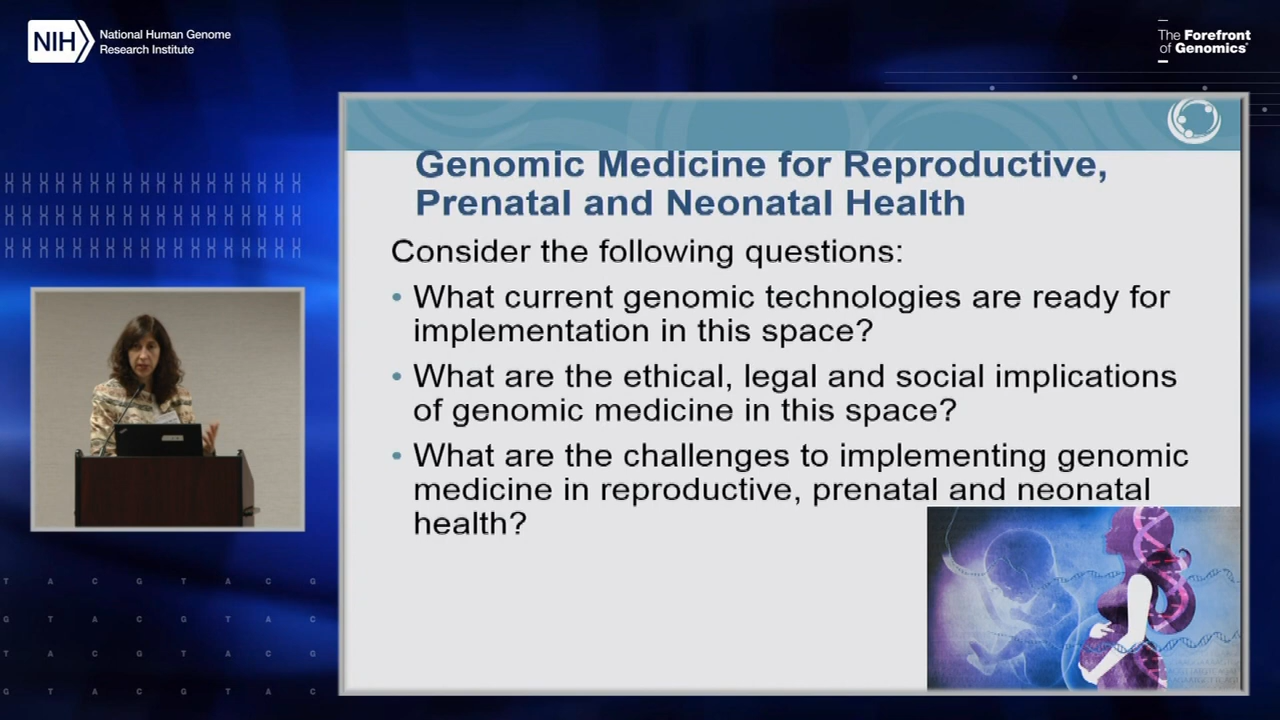 NIH
National Human Genome
Research Institute
The Forefront
of Genomics®
Genomic Medicine for Reproductive,
Prenatal and Neonatal Health
Consider the following questions:
• What current genomic technologies are ready for
implementation in this space?
• What are the ethical, legal and social implications
of genomic medicine in this space?
• What are the challenges to implementing genomic
medicine in reproductive, prenatal and neonatal
health?
T A C G T A C G
G T A C G T A C
T A C G T A C G
G T A C G T A C